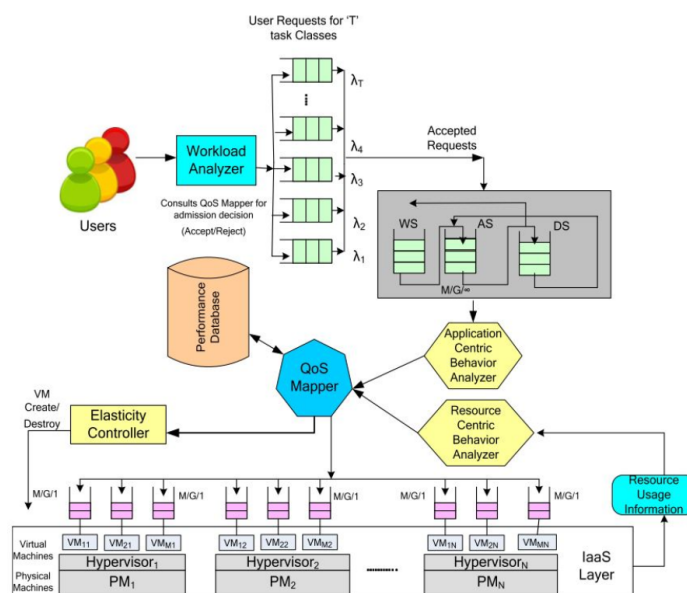 User Requests for ‘T’
task Classes
λT
λ4
λ3
λ2
λ1
Users
Workload
Analyzer
Consults QoS Mapper for
admission decision
(Accept/Reject)
Accepted
Requests
WS
AS
DS
M/G/∞
Performance
Database
QoS
Mapper
Application
Centric
Behavior
Analyzer
Resource
Centric
Behavior
Analyzer
VM
Create/
Destroy
Elasticity
Controller
Resource
Usage
Information
M/G/1
M/G/1
M/G/1
M/G/1
M/G/1
Virtual
Machines
VM11
VM21
VMM1
VM12
VM22
VMM2
VM1N
VM2N
VMMN
Hypervisor1
Hypervisor2
HypervisorN
IaaS
Layer
Physical
Machines
PM1
PM2
PMN